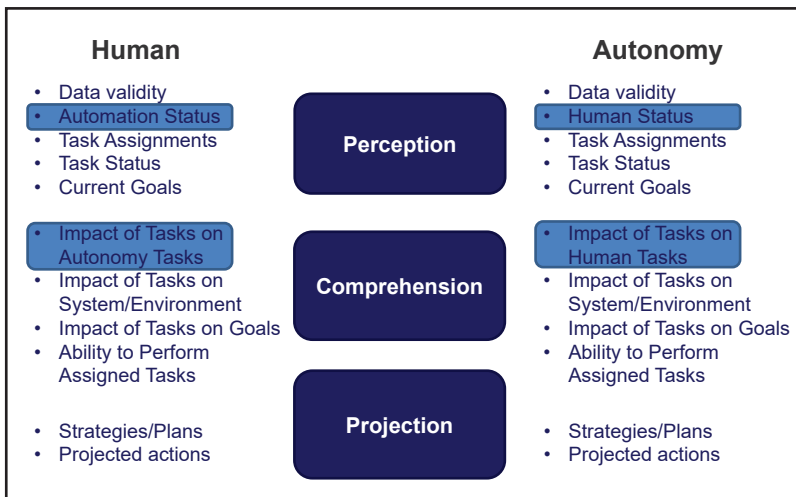 Human
• Data validity
• Automation Status
• Task Assignments
• Task Status
• Current Goals
• Impact of Tasks on
Autonomy Tasks
• Impact of Tasks on
System/Environment
• Impact of Tasks on Goals
• Ability to Perform
Assigned Tasks
• Strategies/Plans
• Projected actions
Perception
Comprehension
Projection
Autonomy
• Data validity
• Human Status
• Task Assignments
• Task Status
• Current Goals
• Impact of Tasks on
Human Tasks
• Impact of Tasks on
System/Environment
• Impact of Tasks on Goals
• Ability to Perform
Assigned Tasks
• Strategies/Plans
• Projected actions